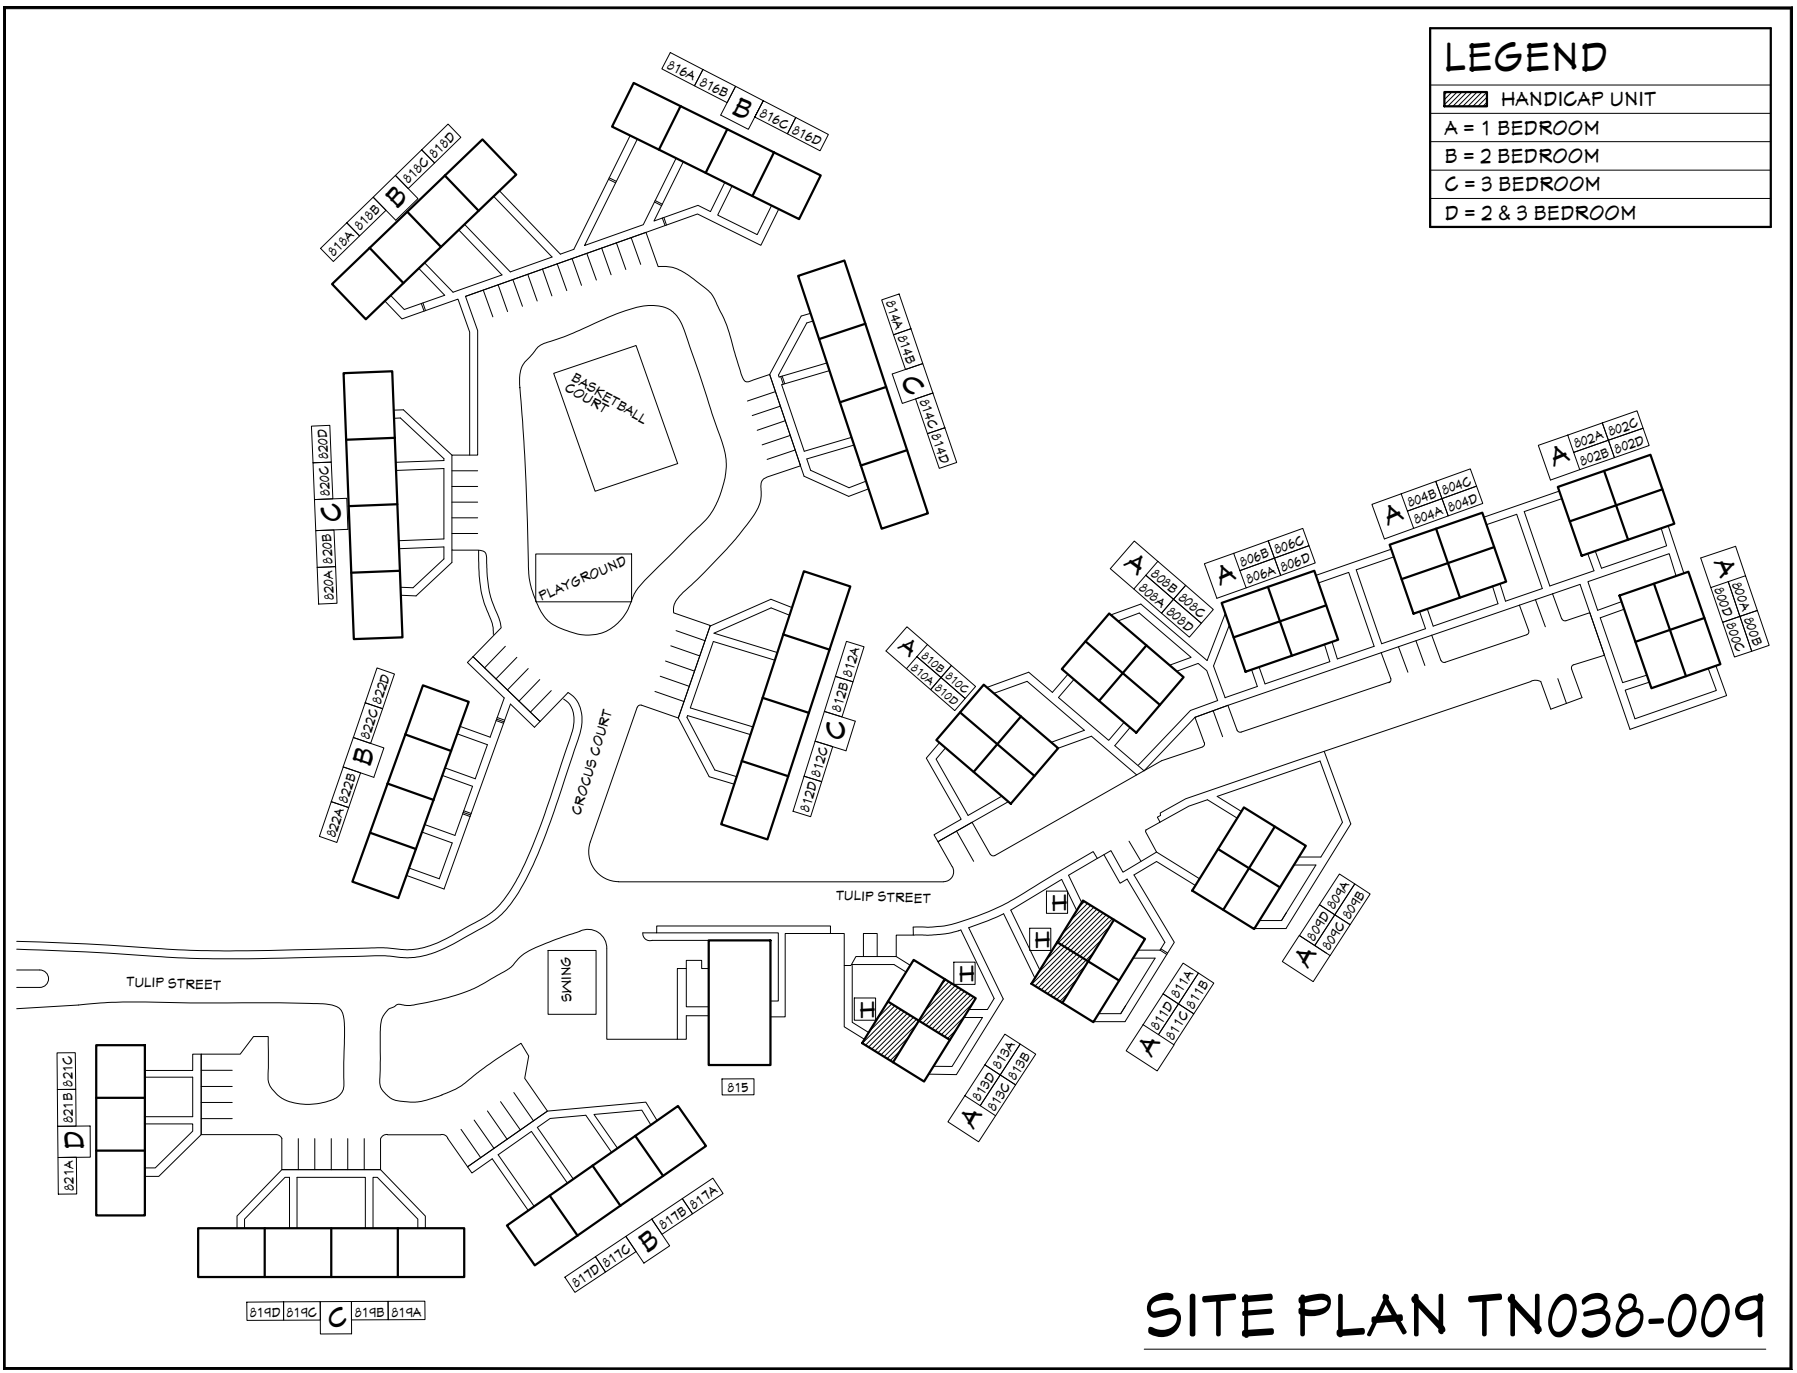 LEGEND
HANDICAP UNIT
A = 1 BEDROOM
B = 2 BEDROOM
C = 3 BEDROOM
D = 2 & 3 BEDROOM
816A 816B B 816C 816D
818A 818B B 818C 818D
814A 814B C 814C 814D
BASKETBALL
COURT
820A 820B C 820C 820D
PLAYGROUND
A 802A 802C
802B 802D
A 804B 804C
804A 804D
A 806B 806C
806A 806D
A 808B 808C
808A 808D
A 800A 800B
800D 800C
A 810B 810C
810A 810D
812D 812C C 812B 812A
822A 822B B 822C 822D
CROCUS COURT
TULIP STREET
H
H
H
H
A 809D 809A
809C 809B
A 811D 811A
811C 811B
A 813D 813A
813C 813B
TULIP STREET
SWING
815
821A D 821B 821C
817D 817C B 817B 817A
819D 819C C 819B 819A
SITE PLAN TN038-009